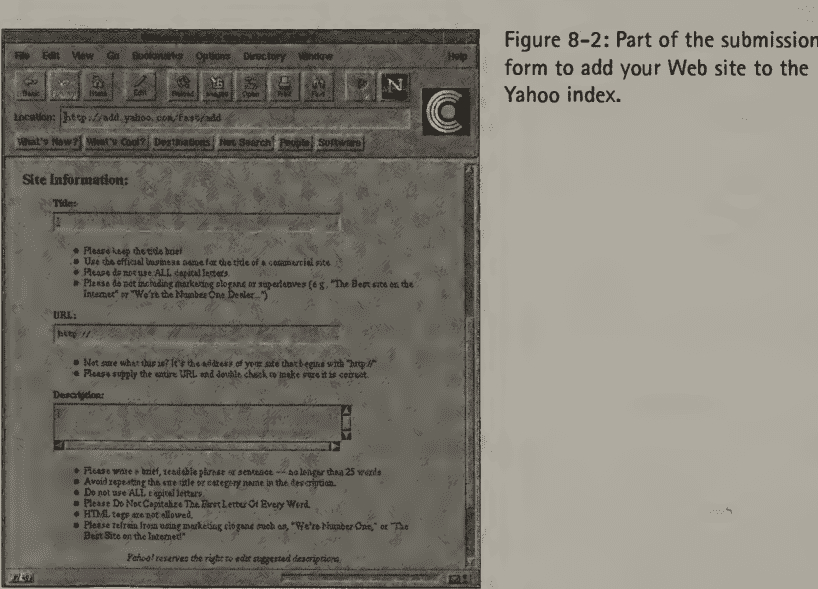 Figure 8-2: Part of the submission
form to add your Web site to the
Yahoo index.
File Edit View Go Bookmarks Options Directory Window Help
Back Home Edit Reload Images Open Print Find N
Location: http://add.yahoo.com/fast/add
What's New? What's Cool? Destinations Net Search People Software
Site Information:
Title:
Please keep the title brief
Use the official business name for the title of a commercial site
Please do not use ALL capital letters.
Please do not including marketing slogans or superlatives (e.g. "The Best site on the
Internet" or "We're the Number One Dealer...")
URL:
http://
Not sure what this is? It's the address of your site that begins with "http://"
Please supply the entire URL and double check to make sure it is correct.
Description:
Please write a brief, readable phrase or sentence -- no longer than 25 words
Avoid repeating the title or category name in the description.
Do not use ALL capital letters.
Please Do Not Capitalize The First Letter Of Every Word.
HTML tags are not allowed.
Please refrain from using marketing slogans such as, "We're Number One," or "The
Best Site on the Internet!"
Yahoo! reserves the right to edit suggested descriptions